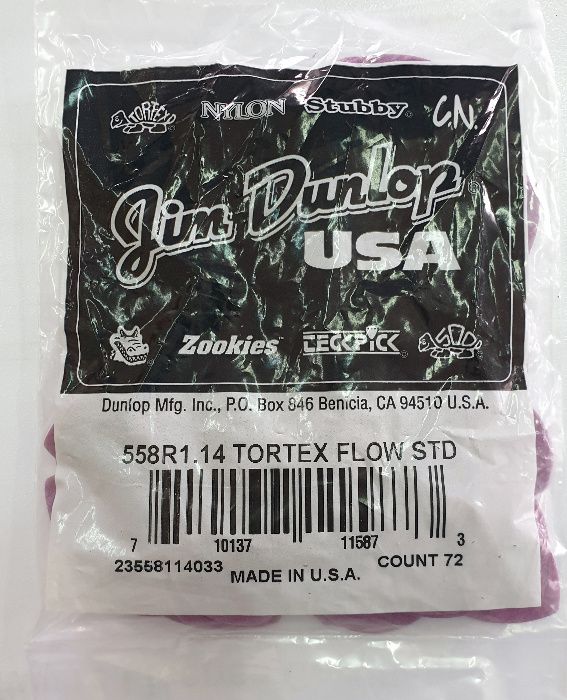 TORTEX
NYLON Stubby C.N.
Jim Dunlop
USA
Zookies TECKPICK
Dunlop Mfg. Inc., P.O. Box 846 Benicia, CA 94510 U.S.A.
558R1.14 TORTEX FLOW STD
7 10137 11587 3
23558114033 COUNT 72
MADE IN U.S.A.